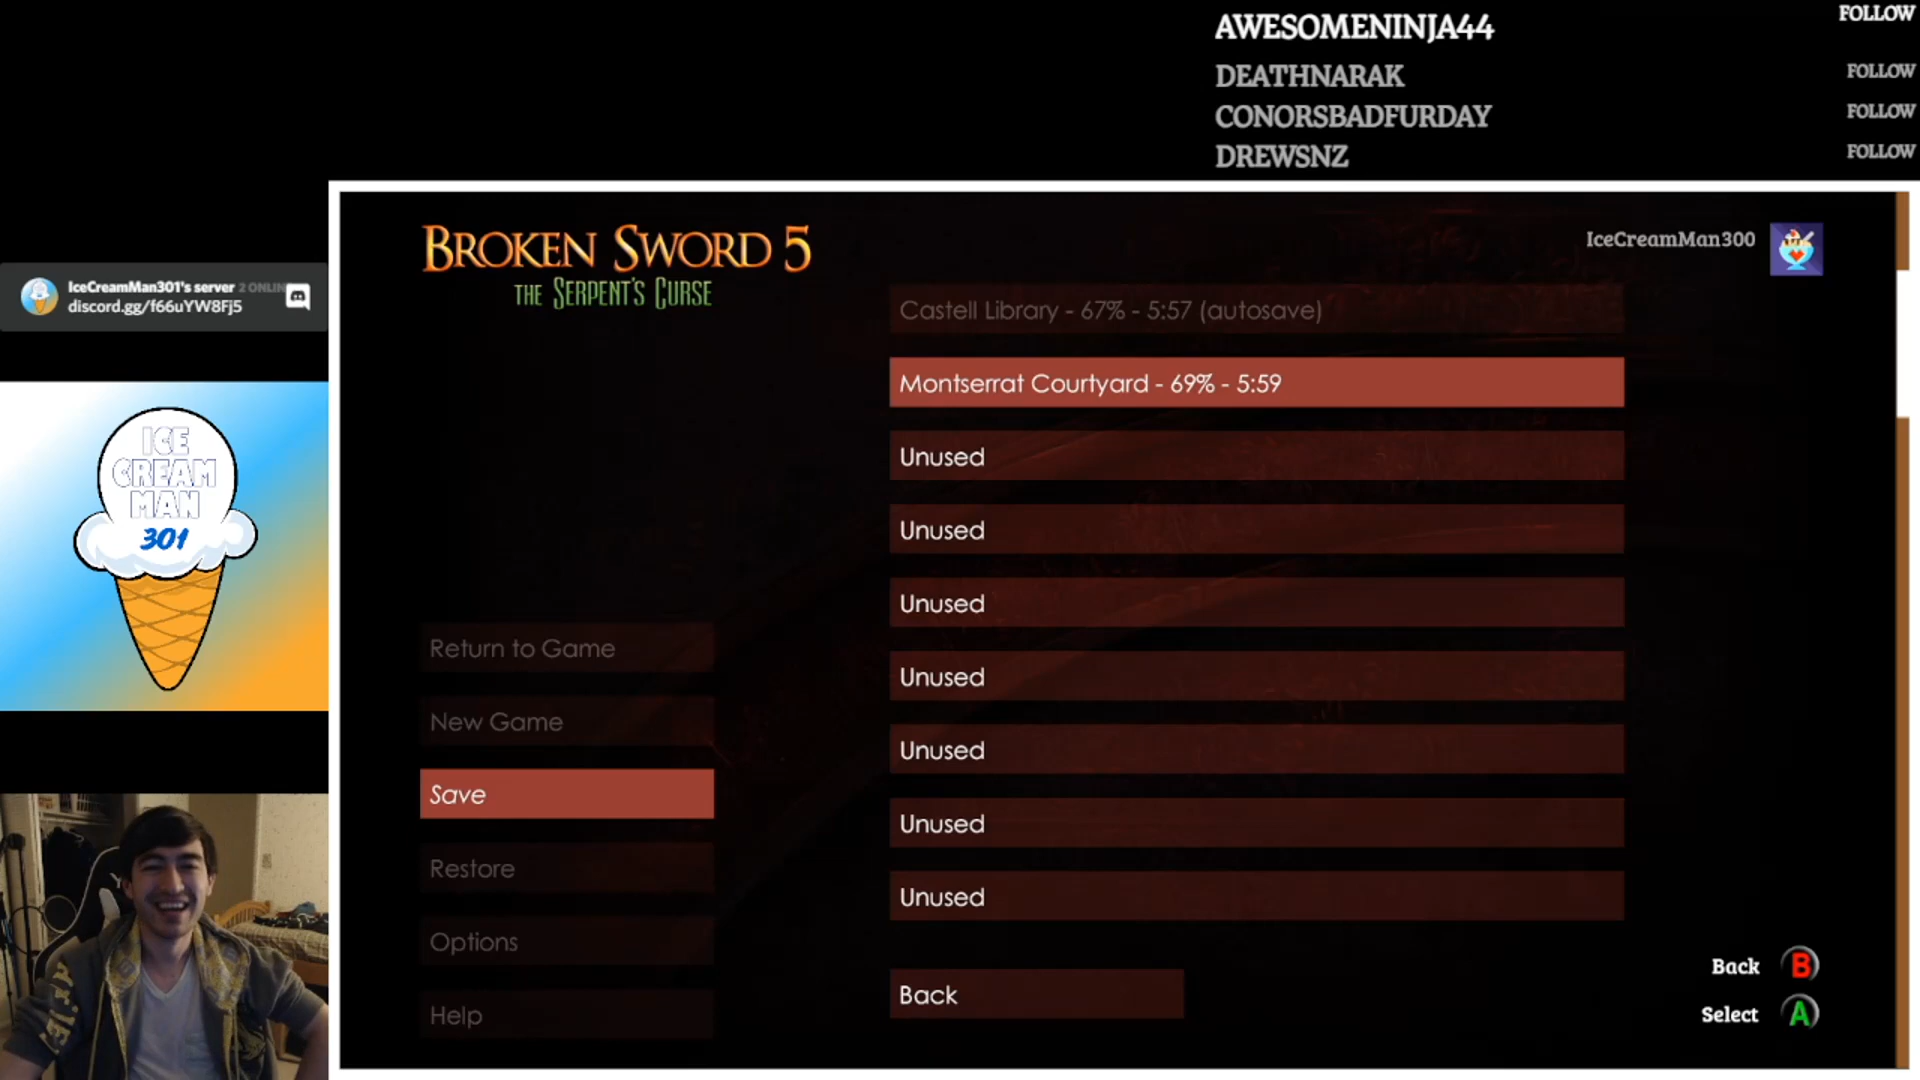 AWESOMENINJA44 FOLLOW
DEATHNARAK FOLLOW
CONORSBADFURDAY FOLLOW
DREWSNZ FOLLOW
IceCreamMan301's server 2 ONLIN
discord.gg/f66uYW8Fj5
ICE
CREAM
MAN
301
BROKEN SWORD 5
THE SERPENT'S CURSE
IceCreamMan300
Castell Library - 67% - 5:57 (autosave)
Montserrat Courtyard - 69% - 5:59
Unused
Unused
Unused
Unused
Unused
Unused
Unused
Return to Game
New Game
Save
Restore
Options
Help
Back
Back B
Select A